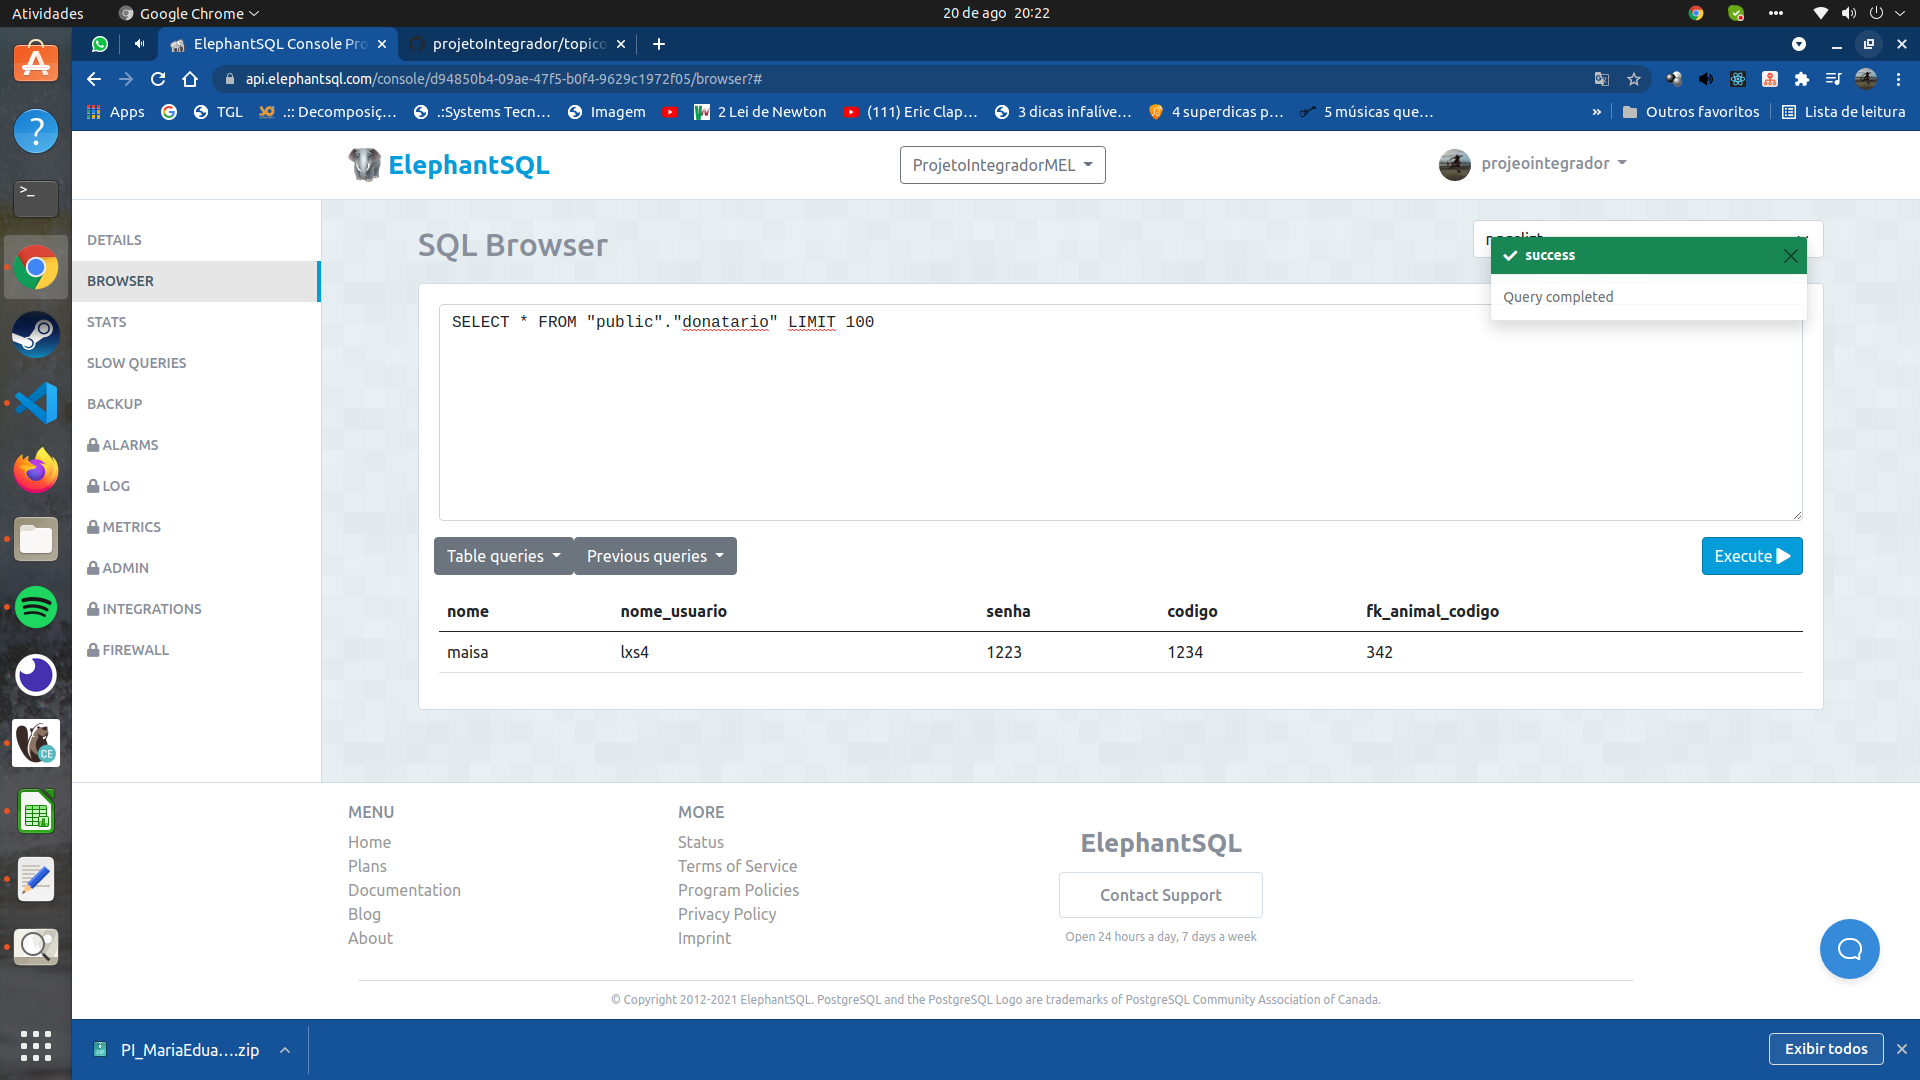 Atividades
Google Chrome
20 de ago 20:22
ElephantSQL Console Pro
projetoIntegrador/topico
api.elephantsql.com/console/d94850b4-09ae-47f5-b0f4-9629c1972f05/browser?#
Apps
TGL
.:: Decomposiç…
.:Systems Tecn…
Imagem
2 Lei de Newton
(111) Eric Clap…
3 dicas infalíve…
4 superdicas p…
5 músicas que…
»
Outros favoritos
Lista de leitura
ElephantSQL
ProjetoIntegradorMEL
projeointegrador
DETAILS
BROWSER
STATS
SLOW QUERIES
BACKUP
ALARMS
LOG
METRICS
ADMIN
INTEGRATIONS
FIREWALL
SQL Browser
success
Query completed
SELECT * FROM "public"."donatario" LIMIT 100
Table queries
Previous queries
Execute
nome nome_usuario senha codigo fk_animal_codigo
maisa lxs4 1223 1234 342
MENU
Home
Plans
Documentation
Blog
About
MORE
Status
Terms of Service
Program Policies
Privacy Policy
Imprint
ElephantSQL
Contact Support
Open 24 hours a day, 7 days a week
© Copyright 2012-2021 ElephantSQL. PostgreSQL and the PostgreSQL Logo are trademarks of PostgreSQL Community Association of Canada.
PI_MariaEdua….zip
Exibir todos